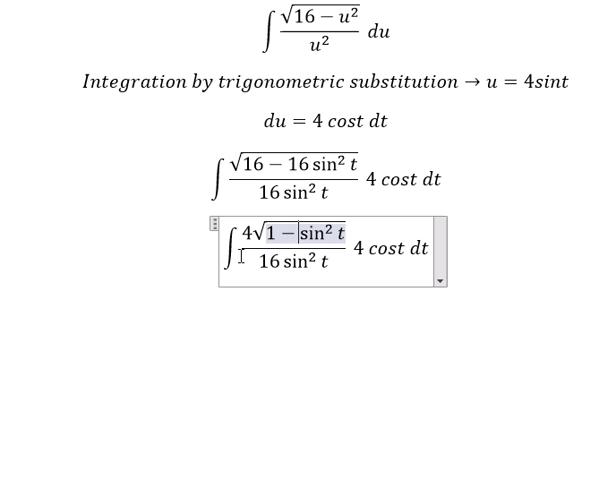 ∫ √(16 − u²) / u² du
Integration by trigonometric substitution → u = 4sint
du = 4 cost dt
∫ √(16 − 16 sin² t) / (16 sin² t) 4 cost dt
∫ 4√(1 − sin² t) / (16 sin² t) 4 cost dt